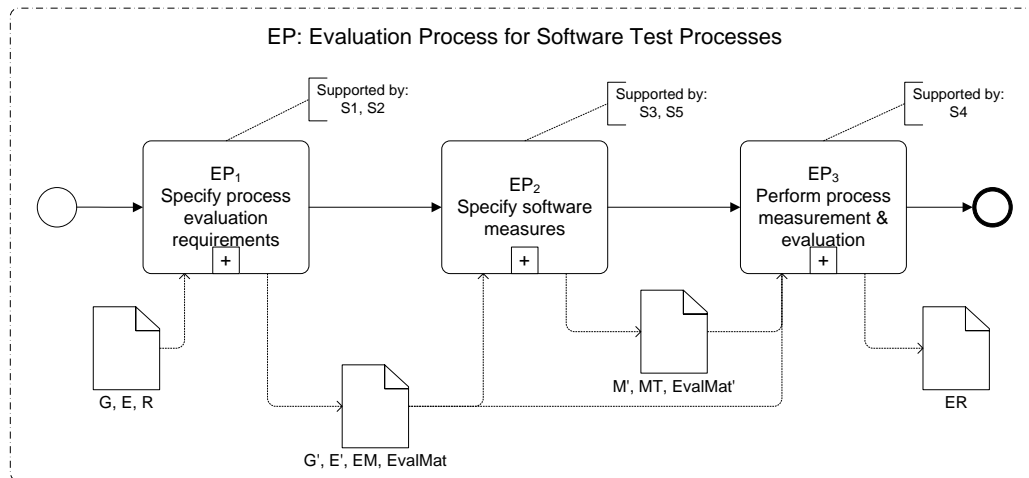 EP: Evaluation Process for Software Test Processes
Supported by:
S1, S2
Supported by:
S3, S5
Supported by:
S4
EP₁
Specify process
evaluation
requirements
+
EP₂
Specify software
measures
+
EP₃
Perform process
measurement &
evaluation
+
G, E, R
G', E', EM, EvalMat
M', MT, EvalMat'
ER